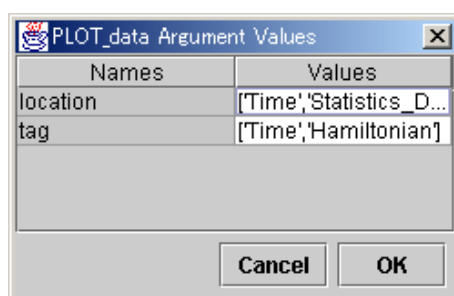 PLOT_data Argument Values
Names Values
location ['Time','Statistics_D...
tag ['Time','Hamiltonian']
Cancel OK